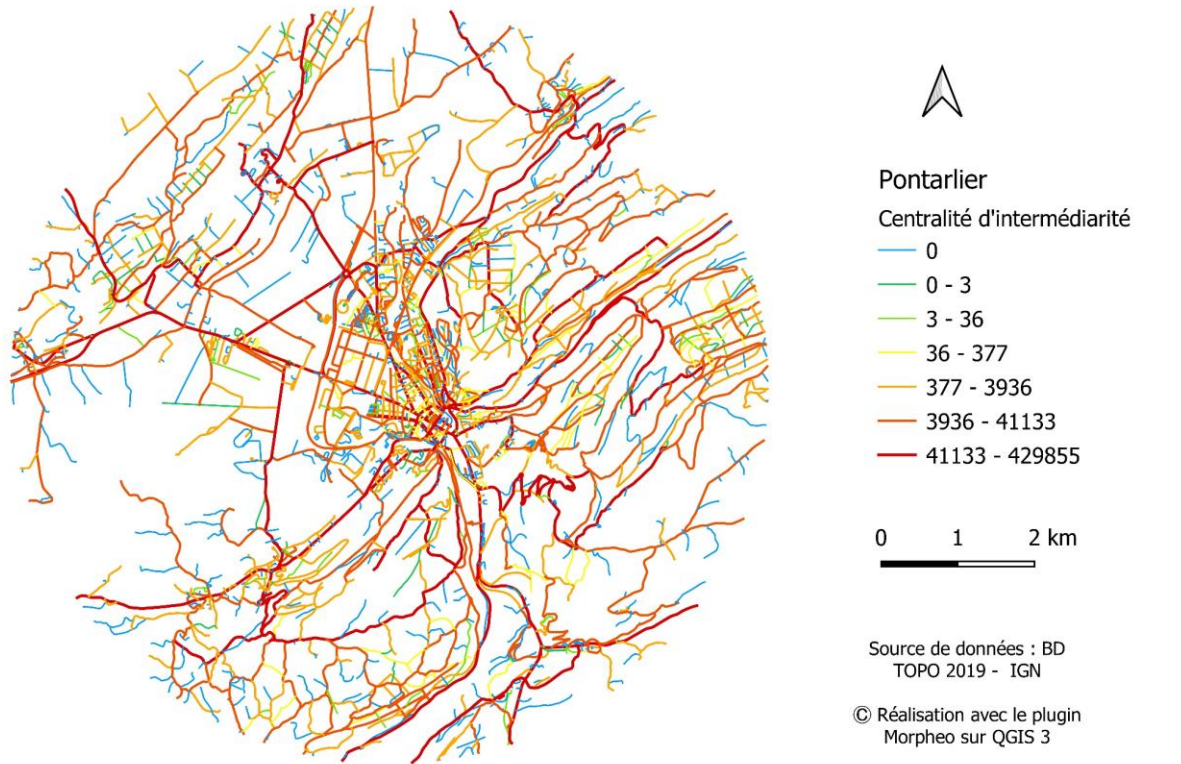 Pontarlier
Centralité d'intermédiarité
0
0 - 3
3 - 36
36 - 377
377 - 3936
3936 - 41133
41133 - 429855
0 1 2 km
Source de données : BD
TOPO 2019 - IGN
© Réalisation avec le plugin
Morpheo sur QGIS 3